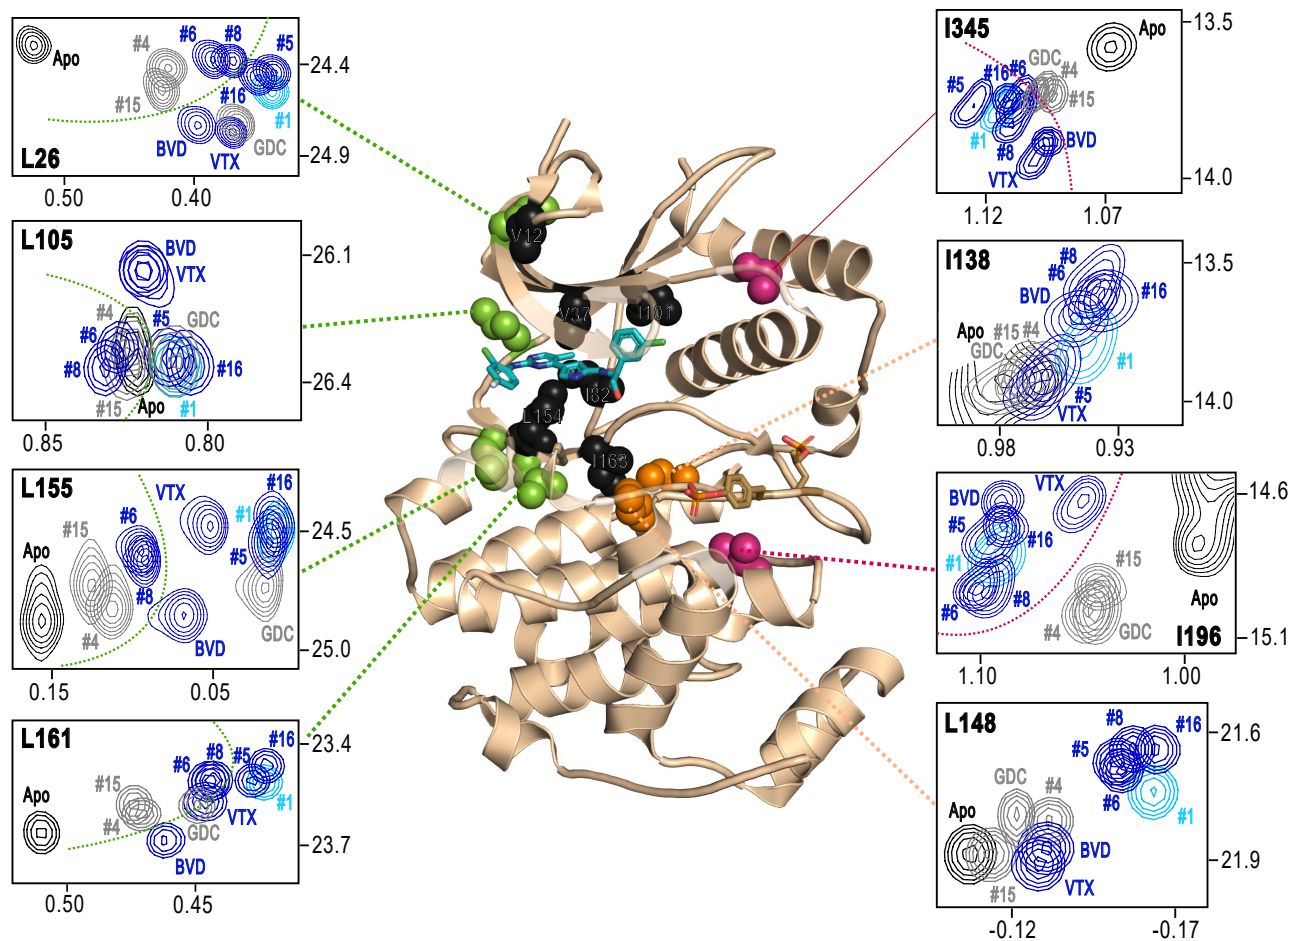 #4
#6
#8
#5
Apo
24.4
#15
#16
#1
BVD
VTX
GDC
L26
24.9
0.50
0.40
L105
BVD
VTX
26.1
#4
#5
GDC
#6
#8
#16
26.4
#15
Apo
#1
0.85
0.80
L155
VTX
#16
#6
#1
#15
24.5
Apo
#5
#8
#4
BVD
GDC
25.0
0.15
0.05
L161
#8
#16
#6
#5
23.4
#15
Apo
#1
#4
VTX
GDC
23.7
BVD
0.50
0.45
V12
V37
I101
I82
L154
I168
I345
Apo
13.5
GDC
#4
#16
#6
#5
#15
#1
BVD
#8
VTX
14.0
1.12
1.07
I138
#8
#6
13.5
BVD
#16
Apo
#15
#4
GDC
#1
#5
VTX
14.0
0.98
0.93
BVD
VTX
14.6
#5
#16
#15
#1
Apo
#6
#8
#4
GDC
I196
15.1
1.10
1.00
L148
#8
#16
21.6
#5
GDC
#4
#6
Apo
#1
BVD
21.9
VTX
#15
-0.12
-0.17